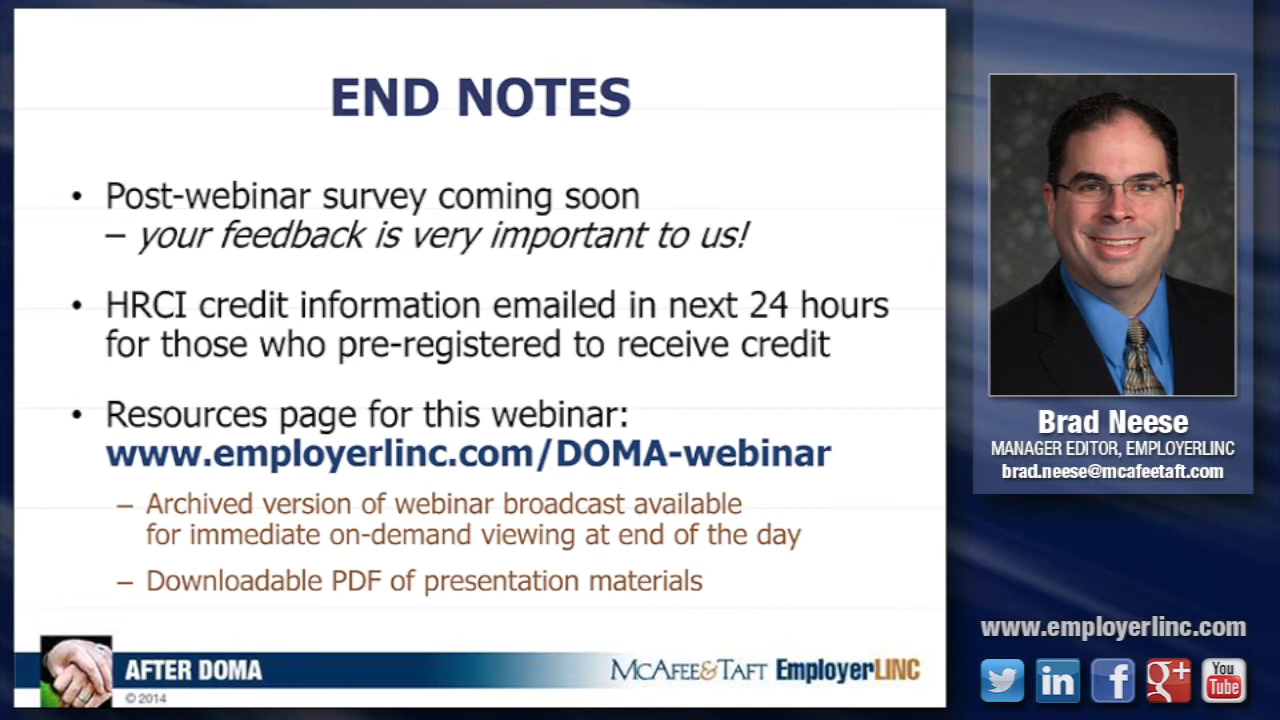 END NOTES
• Post-webinar survey coming soon
– your feedback is very important to us!
• HRCI credit information emailed in next 24 hours
for those who pre-registered to receive credit
• Resources page for this webinar:
www.employerlinc.com/DOMA-webinar
– Archived version of webinar broadcast available
for immediate on-demand viewing at end of the day
– Downloadable PDF of presentation materials
AFTER DOMA
© 2014
McAfee&Taft EmployerLINC
Brad Neese
MANAGER EDITOR, EMPLOYERLINC
brad.neese@mcafeetaft.com
www.employerlinc.com
in
f
g+
You
Tube